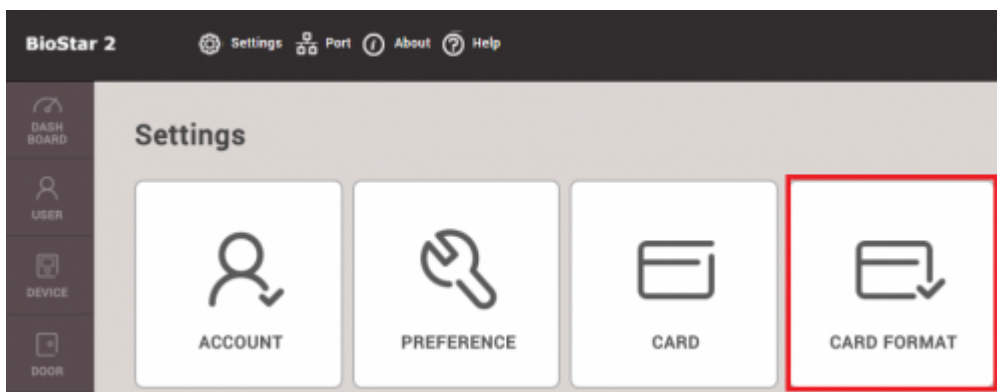 BioStar 2 Settings Port About Help
DASH
BOARD
Settings
USER
DEVICE
DOOR
ACCOUNT PREFERENCE CARD CARD FORMAT